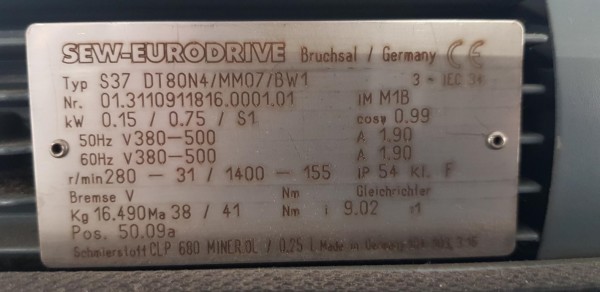 SEW-EURODRIVE Bruchsal / Germany CE
Typ S37 DT80N4/MM07/BW1 3 ~ IEC 34
Nr. 01.3110911816.0001.01 IM M1B
kW 0.15 / 0.75 / S1 cosφ 0.99
50Hz V 380-500 A 1.90
60Hz V 380-500 A 1.90
r/min 280 - 31 / 1400 - 155 IP 54 Kl. F
Bremse V Nm Gleichrichter
Kg 16.490 Ma 38 / 41 Nm i 9.02 :1
Pos. 50.09a
Schmierstoff CLP 680 MINER.ÖL / 0.25 L Made in Germany